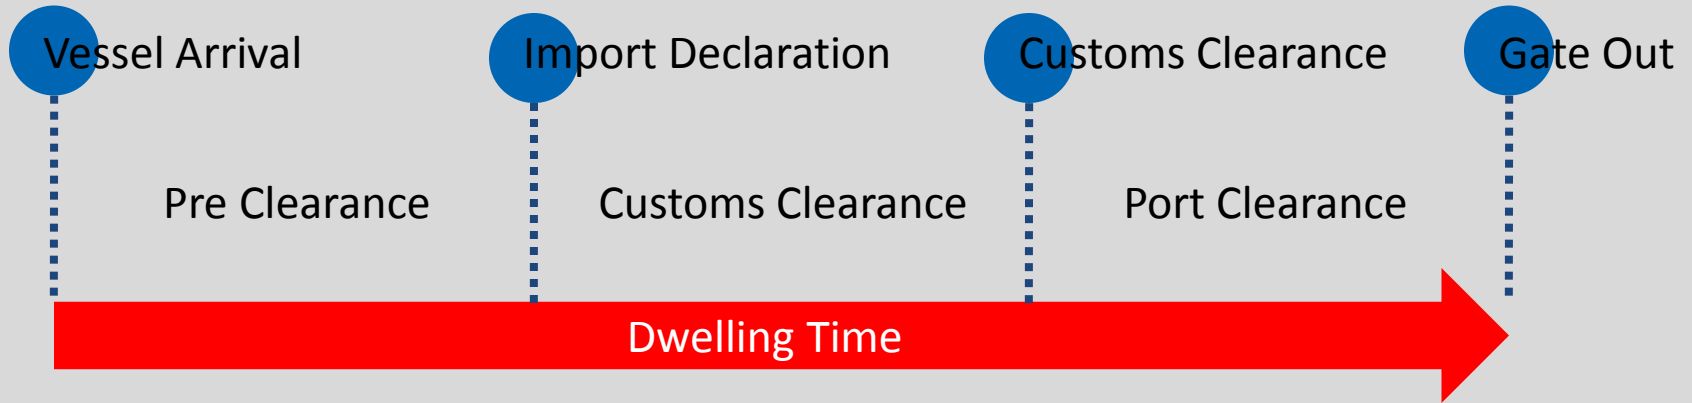 Vessel Arrival
Import Declaration
Customs Clearance
Gate Out
Pre Clearance
Customs Clearance
Port Clearance
Dwelling Time